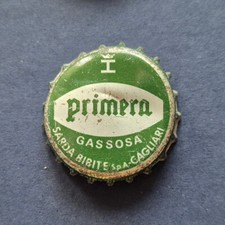 primera
GASSOSA
SARDA BIBITE S.p.A - CAGLIARI